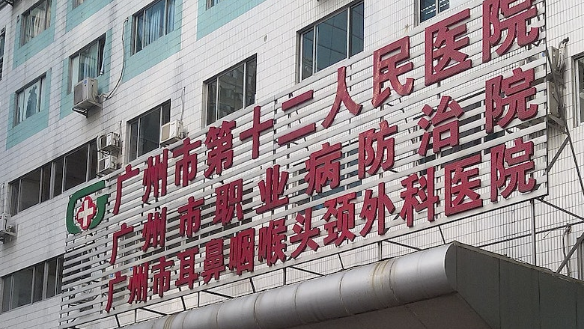 广州市第十二人民医院
广州市职业病防治院
广州市耳鼻咽喉头颈外科医院